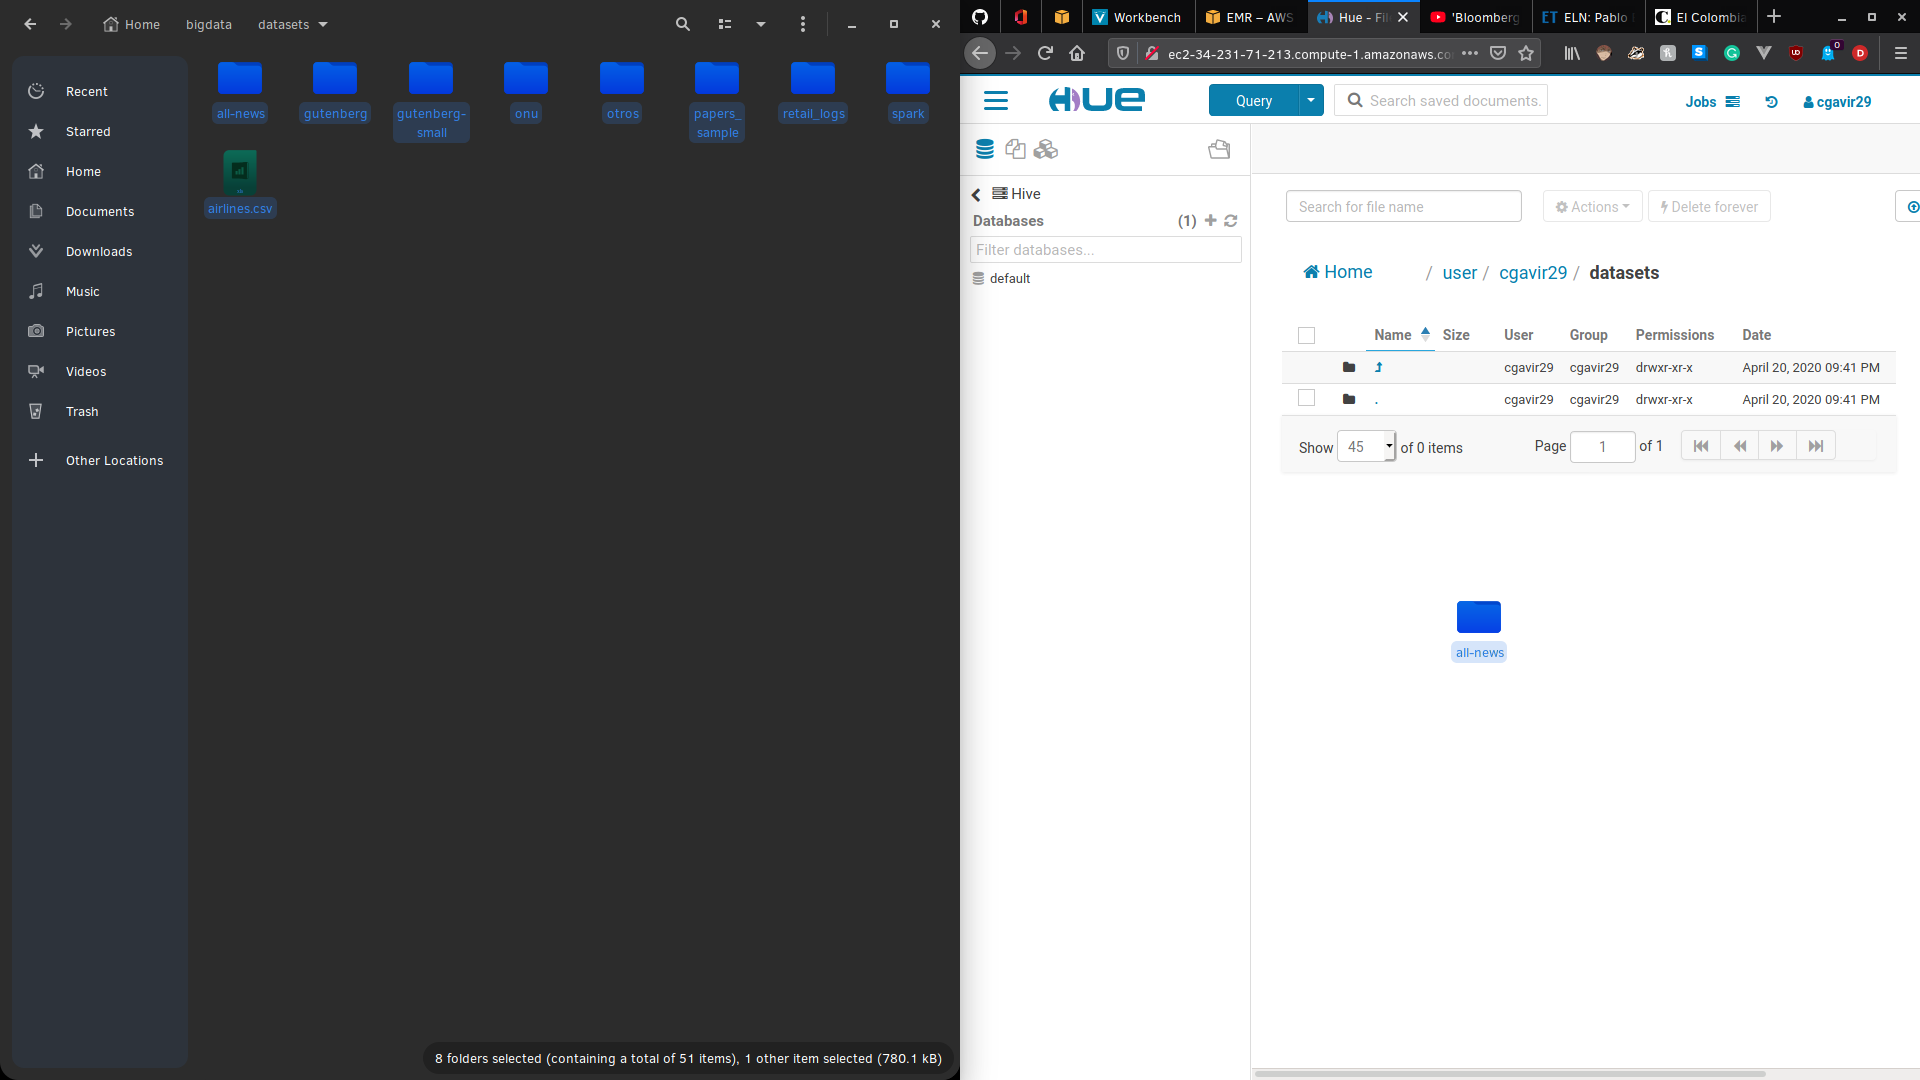 Home
bigdata
datasets
Recent
Starred
Home
Documents
Downloads
Music
Pictures
Videos
Trash
Other Locations
all-news
gutenberg
gutenberg-
small
onu
otros
papers_
sample
retail_logs
spark
airlines.csv
8 folders selected (containing a total of 51 items), 1 other item selected (780.1 kB)
Workbench
EMR – AWS
Hue - Fil
'Bloomberg
ELN: Pablo
El Colombia
ec2-34-231-71-213.compute-1.amazonaws.co
HUE
Query
Search saved documents.
Jobs
cgavir29
Hive
Databases (1)
Filter databases...
default
Search for file name
Actions
Delete forever
Home / user / cgavir29 / datasets
Name Size User Group Permissions Date
cgavir29 cgavir29 drwxr-xr-x April 20, 2020 09:41 PM
. cgavir29 cgavir29 drwxr-xr-x April 20, 2020 09:41 PM
Show 45 of 0 items Page 1 of 1
all-news